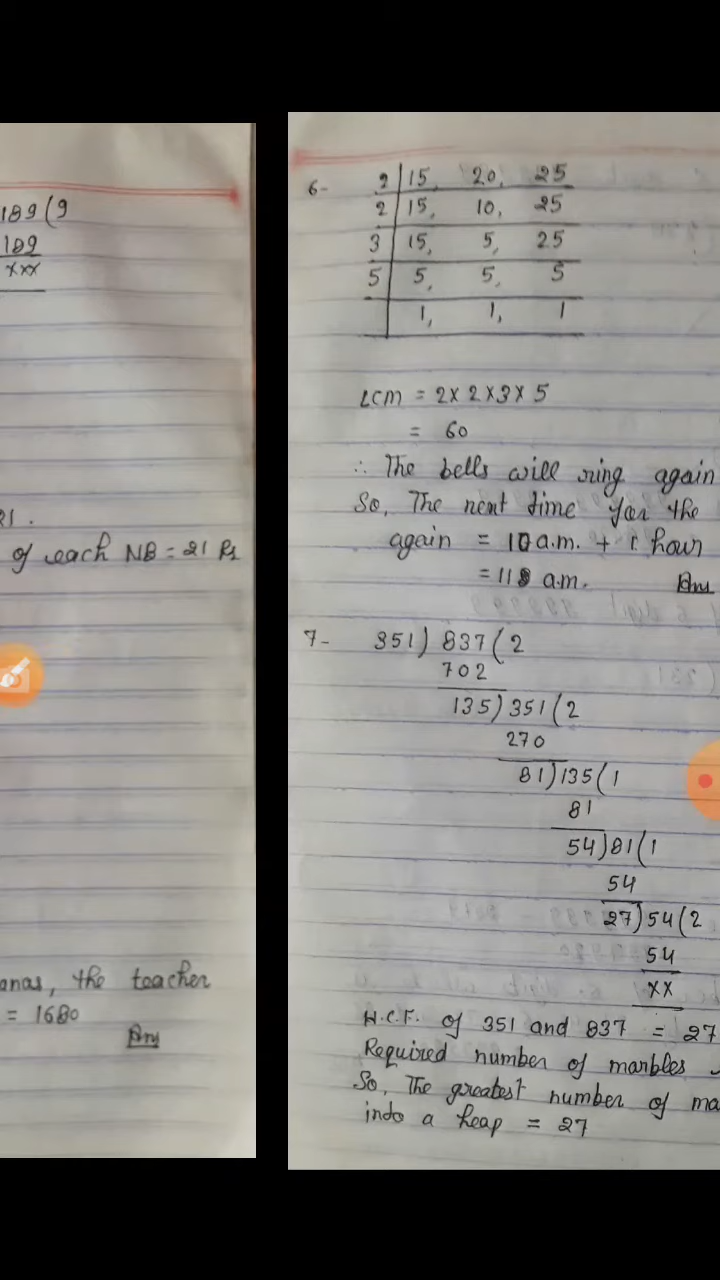 189(9
189
xxx
21.
of each NB = 21 Rs
anas, the teacher
= 1680
Ans
6- 2 | 15, 20, 25
2 | 15, 10, 25
3 | 15, 5, 25
5 | 5, 5, 5
1, 1, 1
LCM = 2 x 2 x 3 x 5
= 60
∴ The bells will ring again
So, The next time for the
again = 10 a.m. + 1 hour
= 11 a.m. Ans
7- 351) 837 (2
702
135) 351 (2
270
81) 135 (1
81
54) 81 (1
54
27) 54 (2
54
xx
H.C.F. of 351 and 837 = 27
Required number of marbles
So, The greatest number of ma
into a heap = 27